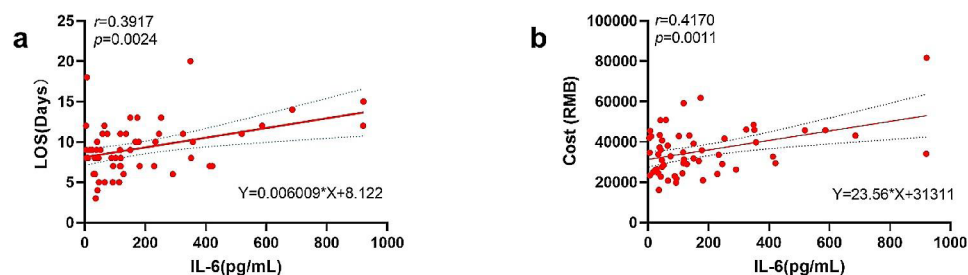 a
r=0.3917
p=0.0024
25
20
15
10
5
0
LOS(Days)
0 200 400 600 800 1000
IL-6(pg/mL)
Y=0.006009*X+8.122
b
r=0.4170
p=0.0011
100000
80000
60000
40000
20000
0
Cost (RMB)
0 200 400 600 800 1000
IL-6(pg/mL)
Y=23.56*X+31311